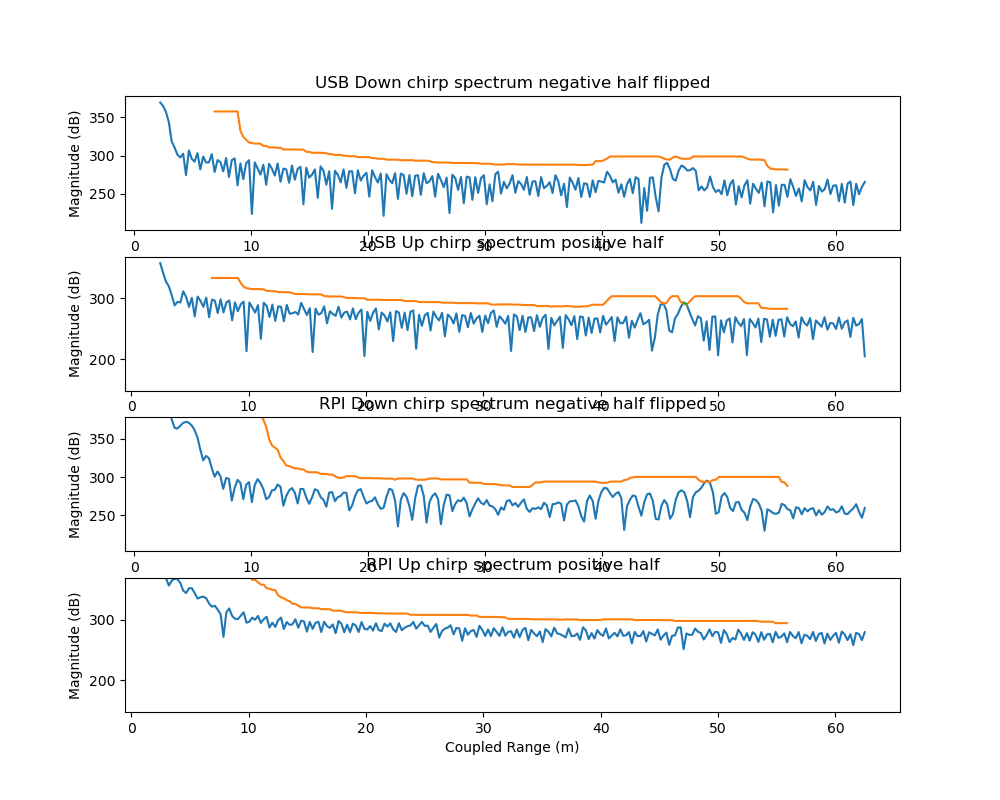 USB Down chirp spectrum negative half flipped
Magnitude (dB)
350
300
250
0 10 20 30 40 50 60
USB Up chirp spectrum positive half
Magnitude (dB)
300
200
0 10 20 30 40 50 60
RPI Down chirp spectrum negative half flipped
Magnitude (dB)
350
300
250
0 10 20 30 40 50 60
RPI Up chirp spectrum positive half
Magnitude (dB)
300
200
0 10 20 30 40 50 60
Coupled Range (m)